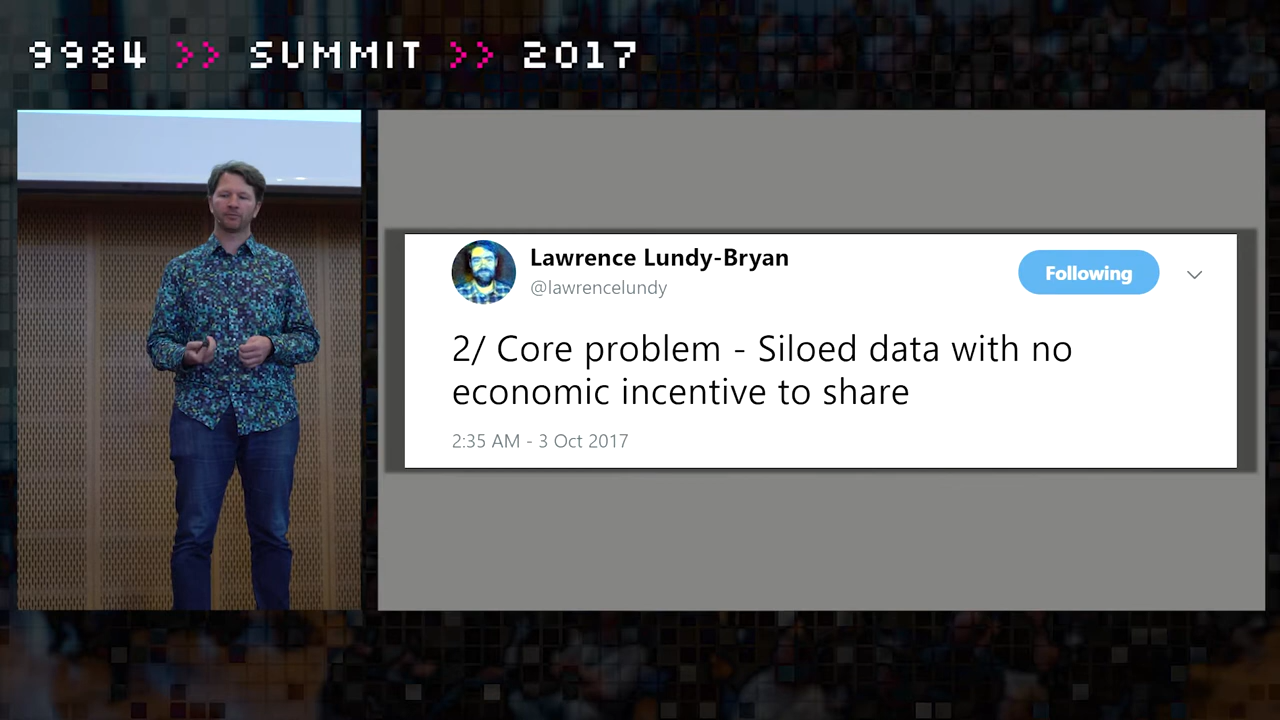 9984 >> SUMMIT >> 2017
Lawrence Lundy-Bryan
@lawrencelundy
Following
2/ Core problem - Siloed data with no
economic incentive to share
2:35 AM - 3 Oct 2017